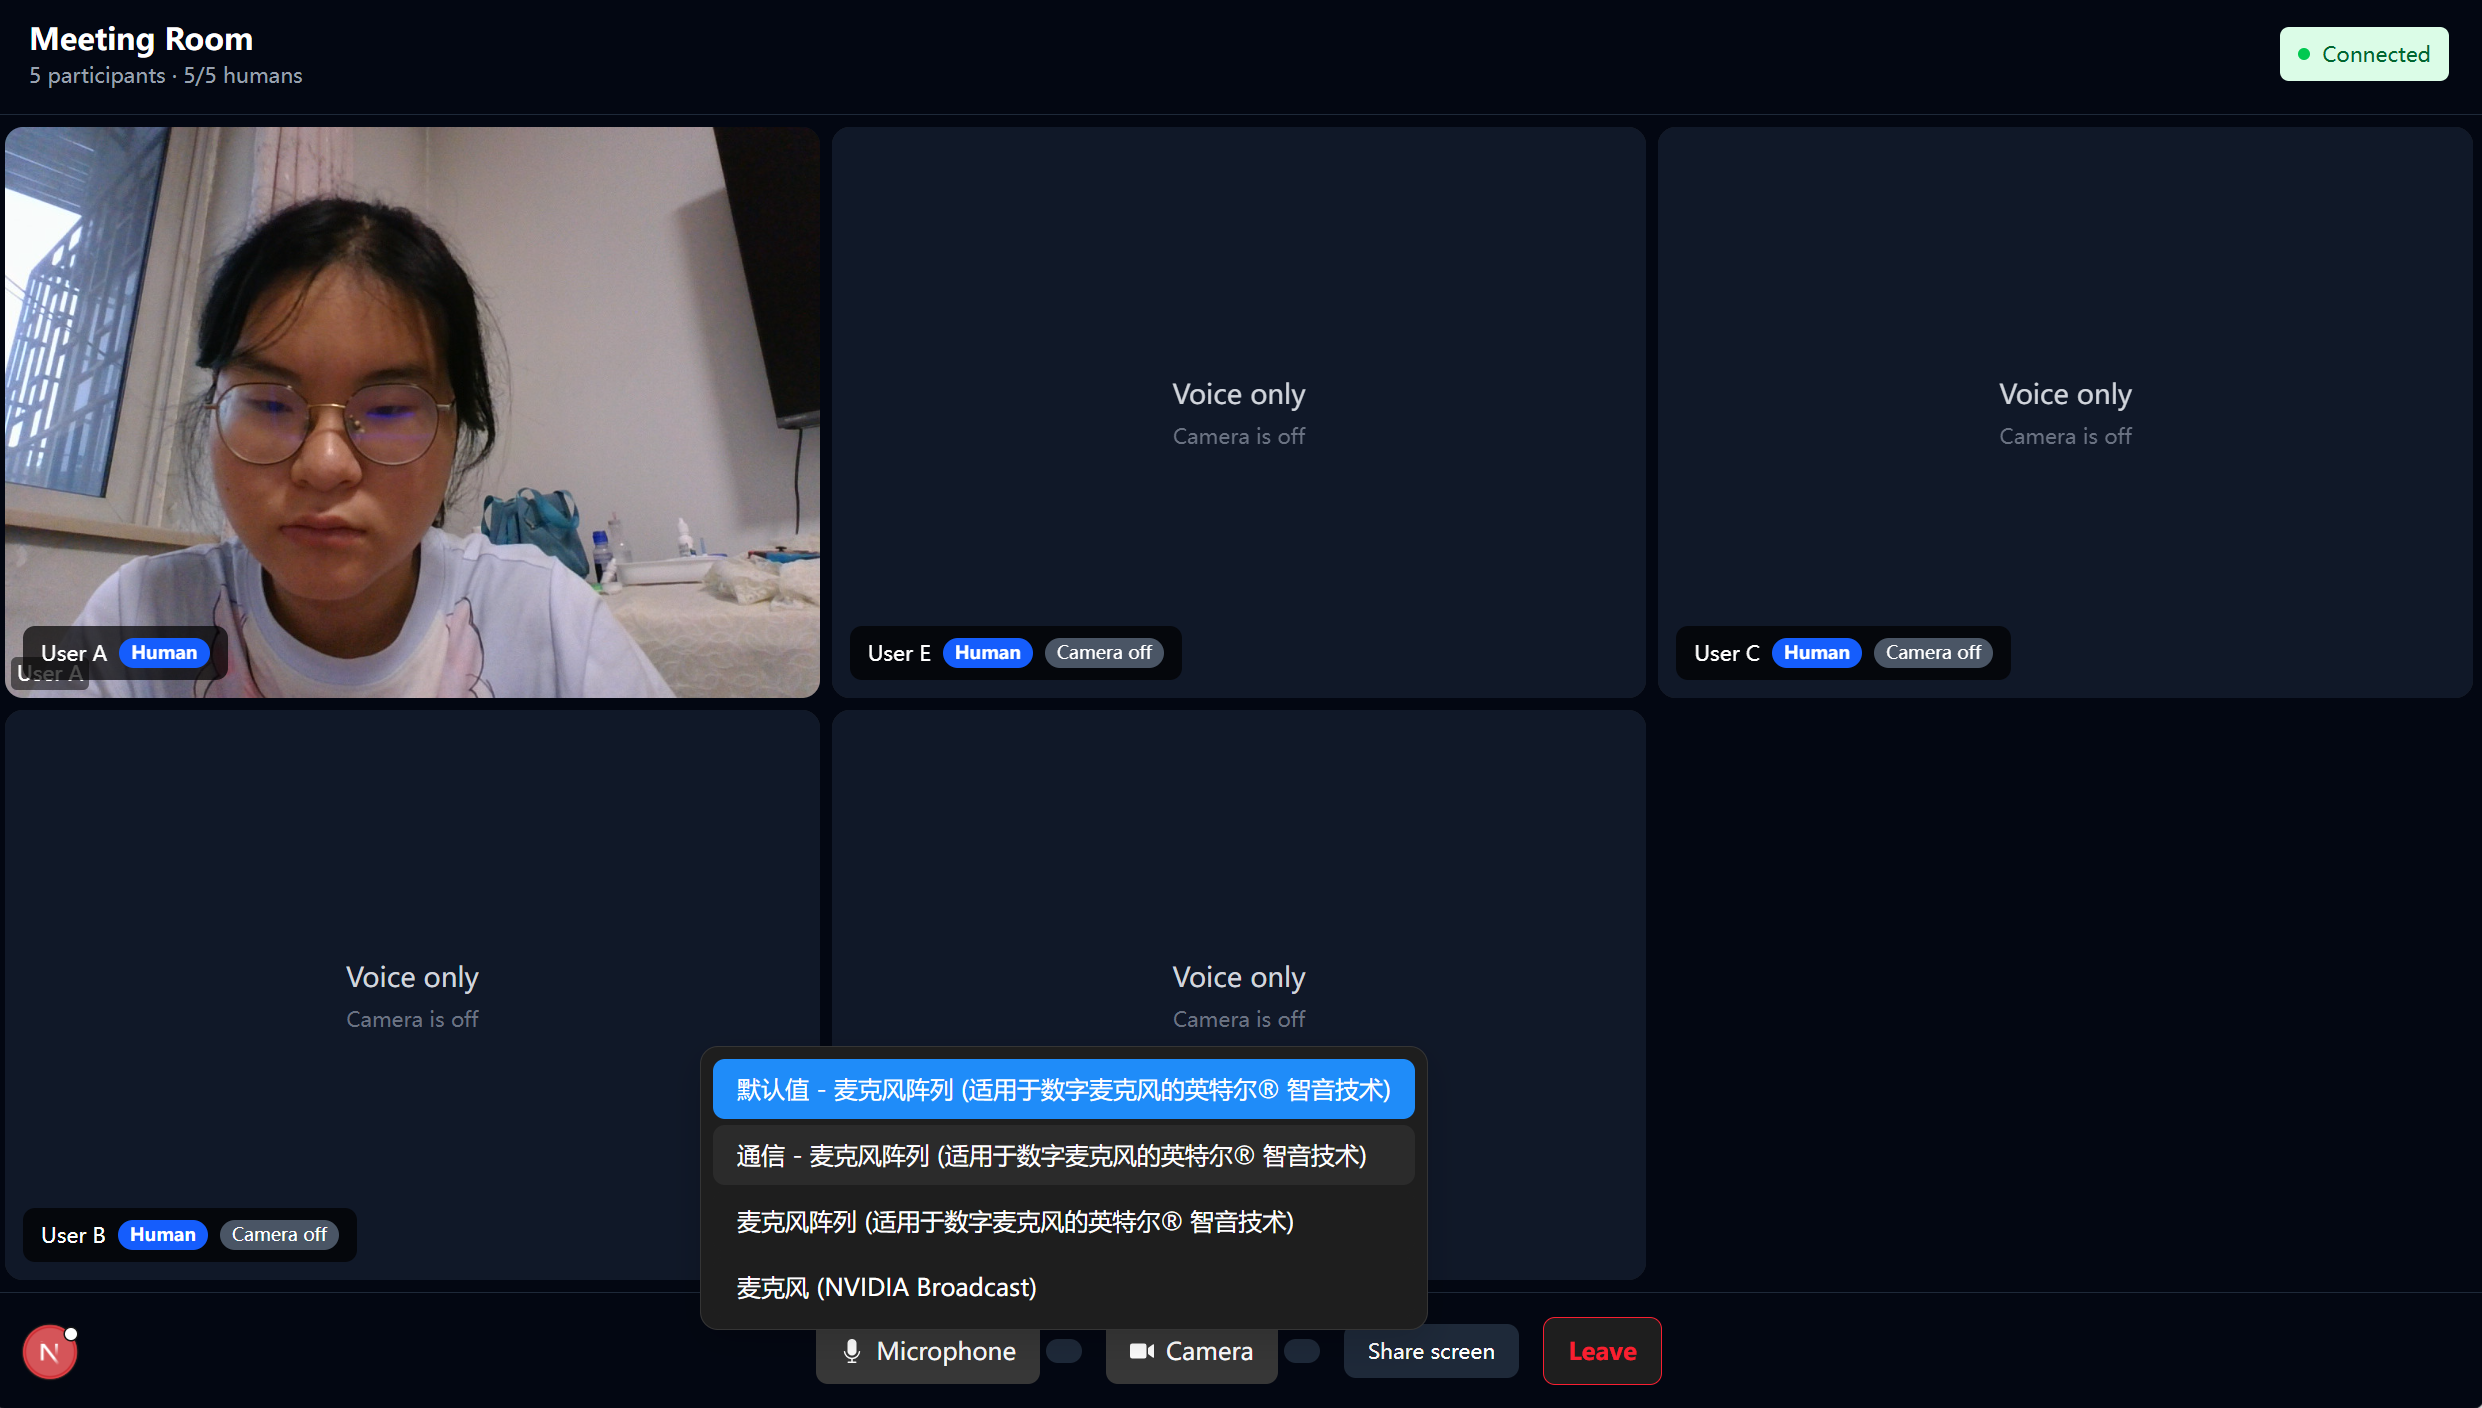 Meeting Room
5 participants · 5/5 humans
Connected
User A Human
User A
Voice only
Camera is off
User E Human Camera off
Voice only
Camera is off
User C Human Camera off
Voice only
Camera is off
User B Human Camera off
Voice only
Camera is off
默认值 - 麦克风阵列 (适用于数字麦克风的英特尔® 智音技术)
通信 - 麦克风阵列 (适用于数字麦克风的英特尔® 智音技术)
麦克风阵列 (适用于数字麦克风的英特尔® 智音技术)
麦克风 (NVIDIA Broadcast)
N
Microphone
Camera
Share screen
Leave